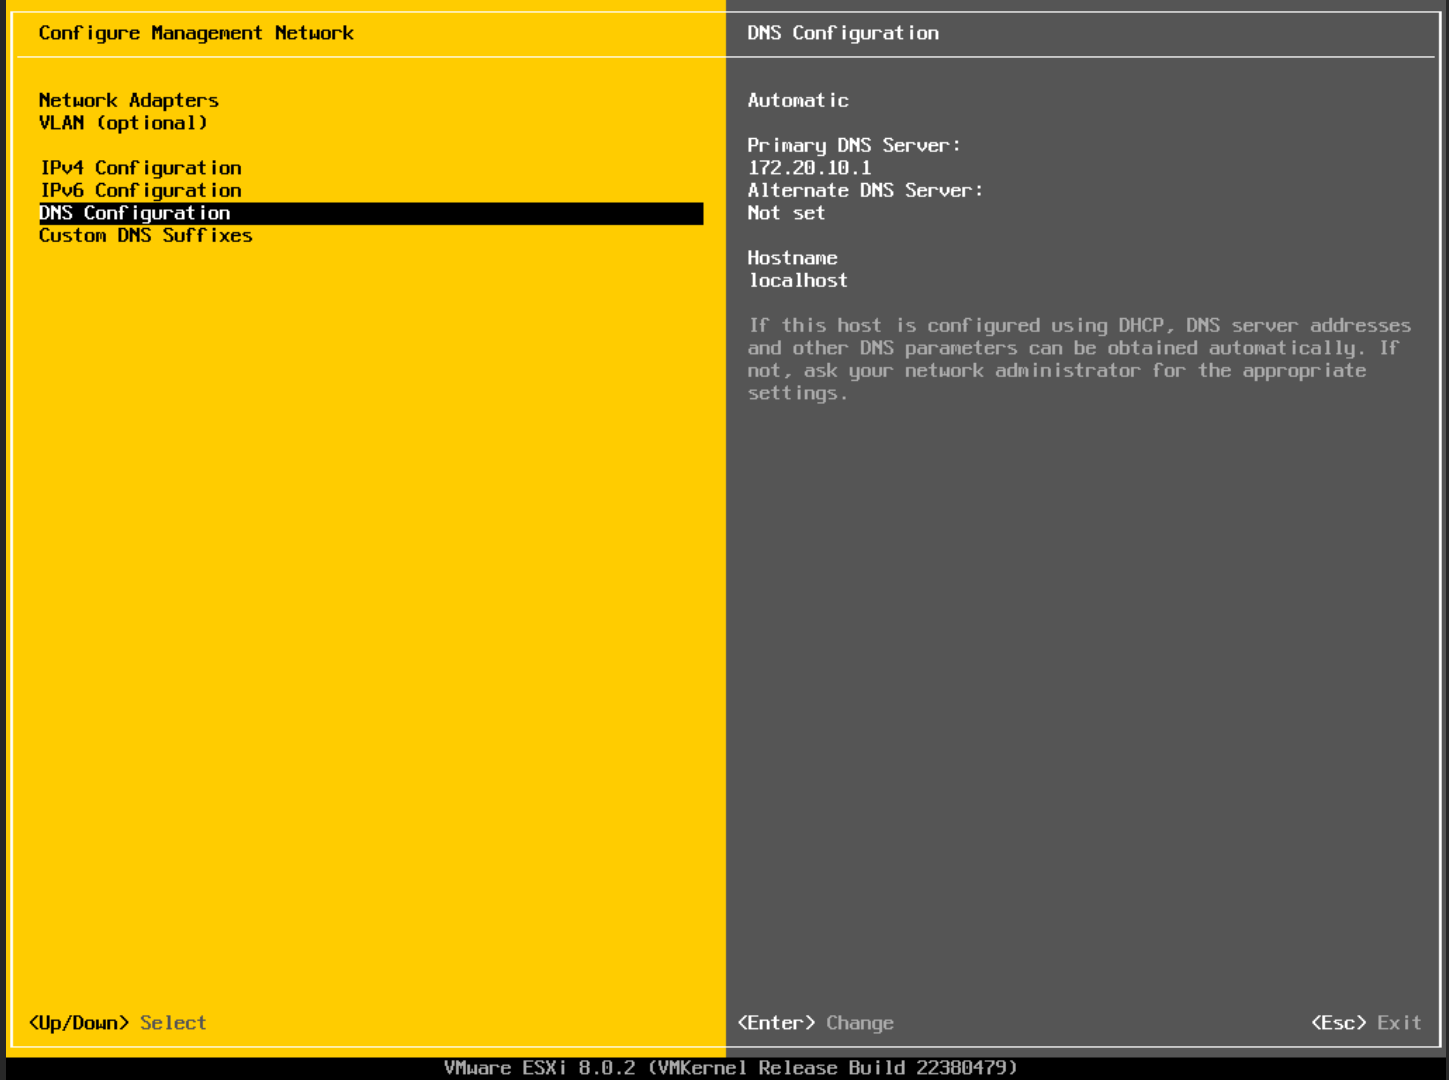 Configure Management Network
DNS Configuration
Network Adapters
VLAN (optional)
IPv4 Configuration
IPv6 Configuration
DNS Configuration
Custom DNS Suffixes
Automatic
Primary DNS Server:
172.20.10.1
Alternate DNS Server:
Not set
Hostname
localhost
If this host is configured using DHCP, DNS server addresses
and other DNS parameters can be obtained automatically. If
not, ask your network administrator for the appropriate
settings.
<Up/Down> Select
<Enter> Change
<Esc> Exit
VMware ESXi 8.0.2 (VMKernel Release Build 22380479)